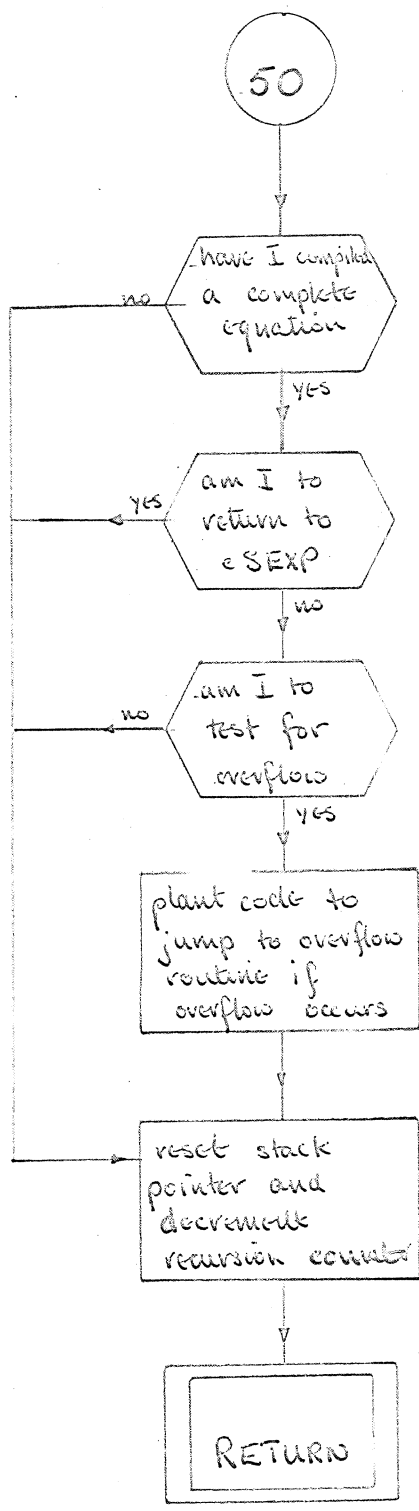 50
have I compiled
no
a complete
equation
YES
am I to
YES
return to
eSEXP
no
am I to
no
test for
overflow
YES
plant code to
jump to overflow
routine if
overflow occurs
reset stack
pointer and
decrement
recursion counter
RETURN